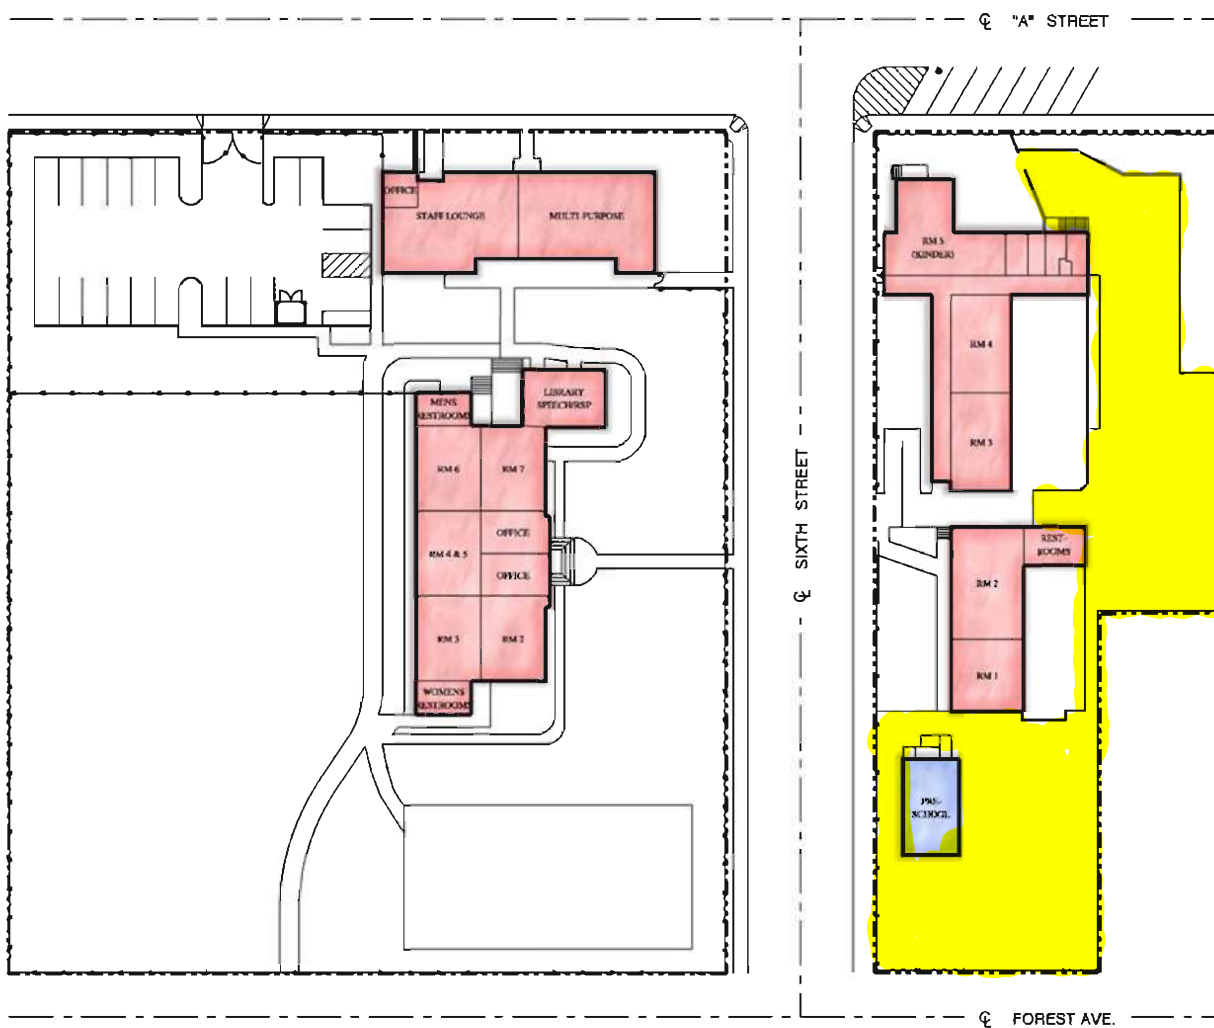 ℄ "A" STREET
OFFICE
STAFF LOUNGE
MULTI PURPOSE
MENS
RESTROOM
LIBRARY
SPEECH/RSP
RM 6
RM 7
OFFICE
RM 4 & 5
OFFICE
RM 3
RM 2
WOMENS
RESTROOM
℄ SIXTH STREET
RM 5
(KINDER)
RM 4
RM 3
REST-
ROOMS
RM 2
RM 1
PRE-
SCHOOL
℄ FOREST AVE.